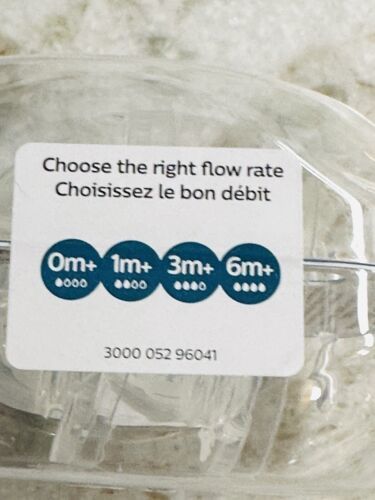 Choose the right flow rate
Choisissez le bon débit
0m+ 1m+ 3m+ 6m+
3000 052 96041